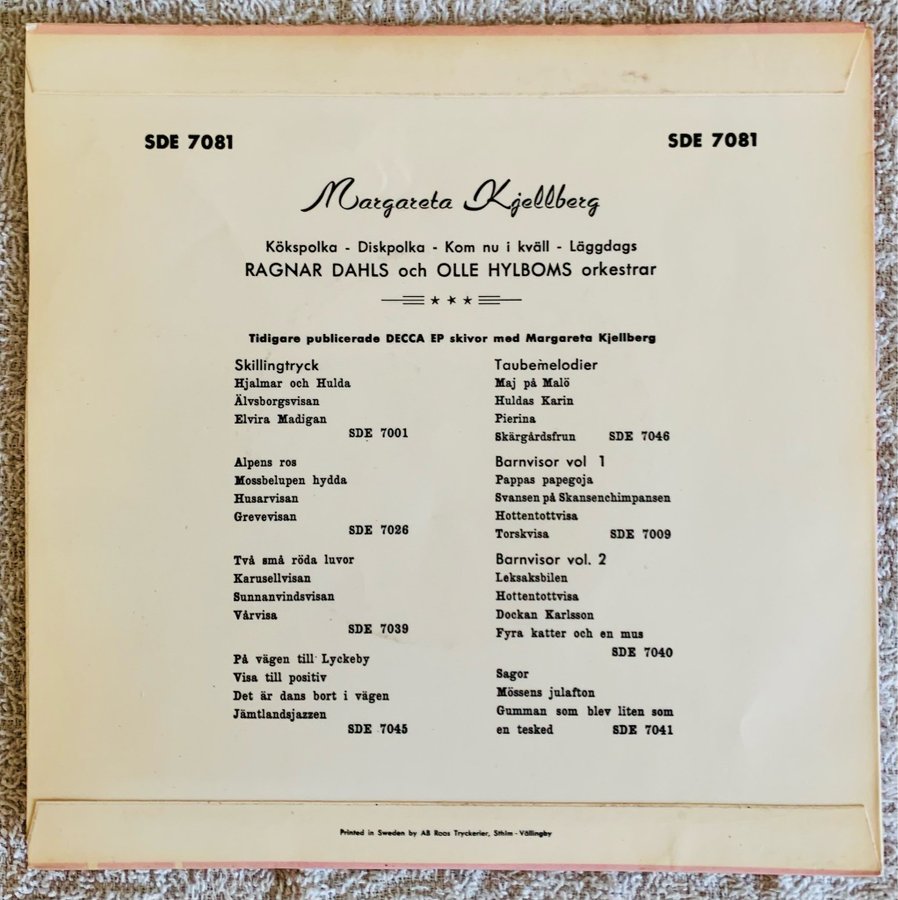 SDE 7081
SDE 7081
Margareta Kjellberg
Kökspolka - Diskpolka - Kom nu i kväll - Läggdags
RAGNAR DAHLS och OLLE HYLBOMS orkestrar
Tidigare publicerade DECCA EP skivor med Margareta Kjellberg
Skillingtryck
Hjalmar och Hulda
Älvsborgsvisan
Elvira Madigan
SDE 7001
Alpens ros
Mossbelupen hydda
Husarvisan
Grevevisan
SDE 7026
Två små röda luvor
Karusellvisan
Sunnanvindsvisan
Vårvisa
SDE 7039
På vägen till Lyckeby
Visa till positiv
Det är dans bort i vägen
Jämtlandsjazzen
SDE 7045
Taubemelodier
Maj på Malö
Huldas Karin
Pierina
Skärgårdsfrun SDE 7046
Barnvisor vol 1
Pappas papegoja
Svansen på Skansenchimpansen
Hottentottvisa
Torskvisa SDE 7009
Barnvisor vol. 2
Leksaksbilen
Hottentottvisa
Dockan Karlsson
Fyra katter och en mus
SDE 7040
Sagor
Mössens julafton
Gumman som blev liten som
en tesked SDE 7041
Printed in Sweden by AB Roos Tryckerier, Sthlm - Vällingby